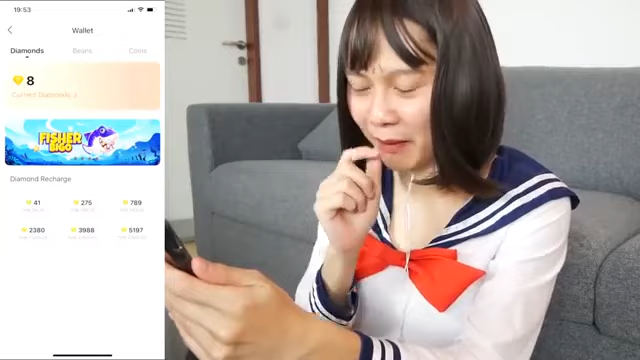 19:53
Wallet
Diamonds Beans Coins
8
Current Diamonds
FISHER
BIGO
Diamond Recharge
41 275 789
2380 3988 5197